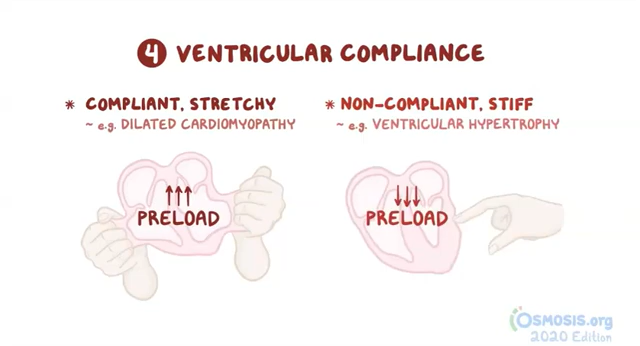 4 VENTRICULAR COMPLIANCE
* COMPLIANT, STRETCHY
~ e.g. DILATED CARDIOMYOPATHY
* NON-COMPLIANT, STIFF
~ e.g. VENTRICULAR HYPERTROPHY
↑↑↑
PRELOAD
↓↓↓
PRELOAD
OSMOSIS.org
2020 Edition